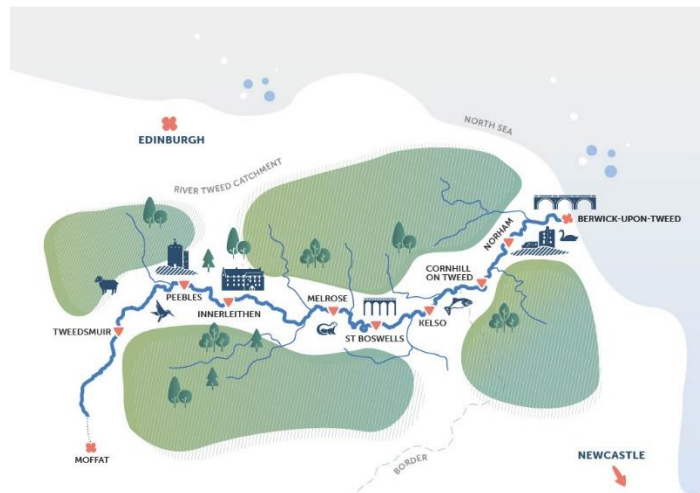 NORTH SEA
EDINBURGH
RIVER TWEED CATCHMENT
BERWICK-UPON-TWEED
NORHAM
CORNHILL
ON TWEED
PEEBLES
MELROSE
INNERLEITHEN
KELSO
TWEEDSMUIR
ST BOSWELLS
MOFFAT
BORDER
NEWCASTLE